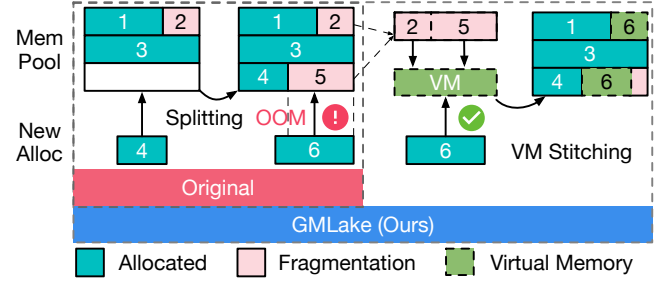 Mem Pool
1 2
3
1 2
3
4 5
2 5
VM
1 6
3
4 6
Splitting OOM !
VM Stitching
New Alloc
4
6
6
Original
GMLake (Ours)
Allocated Fragmentation Virtual Memory